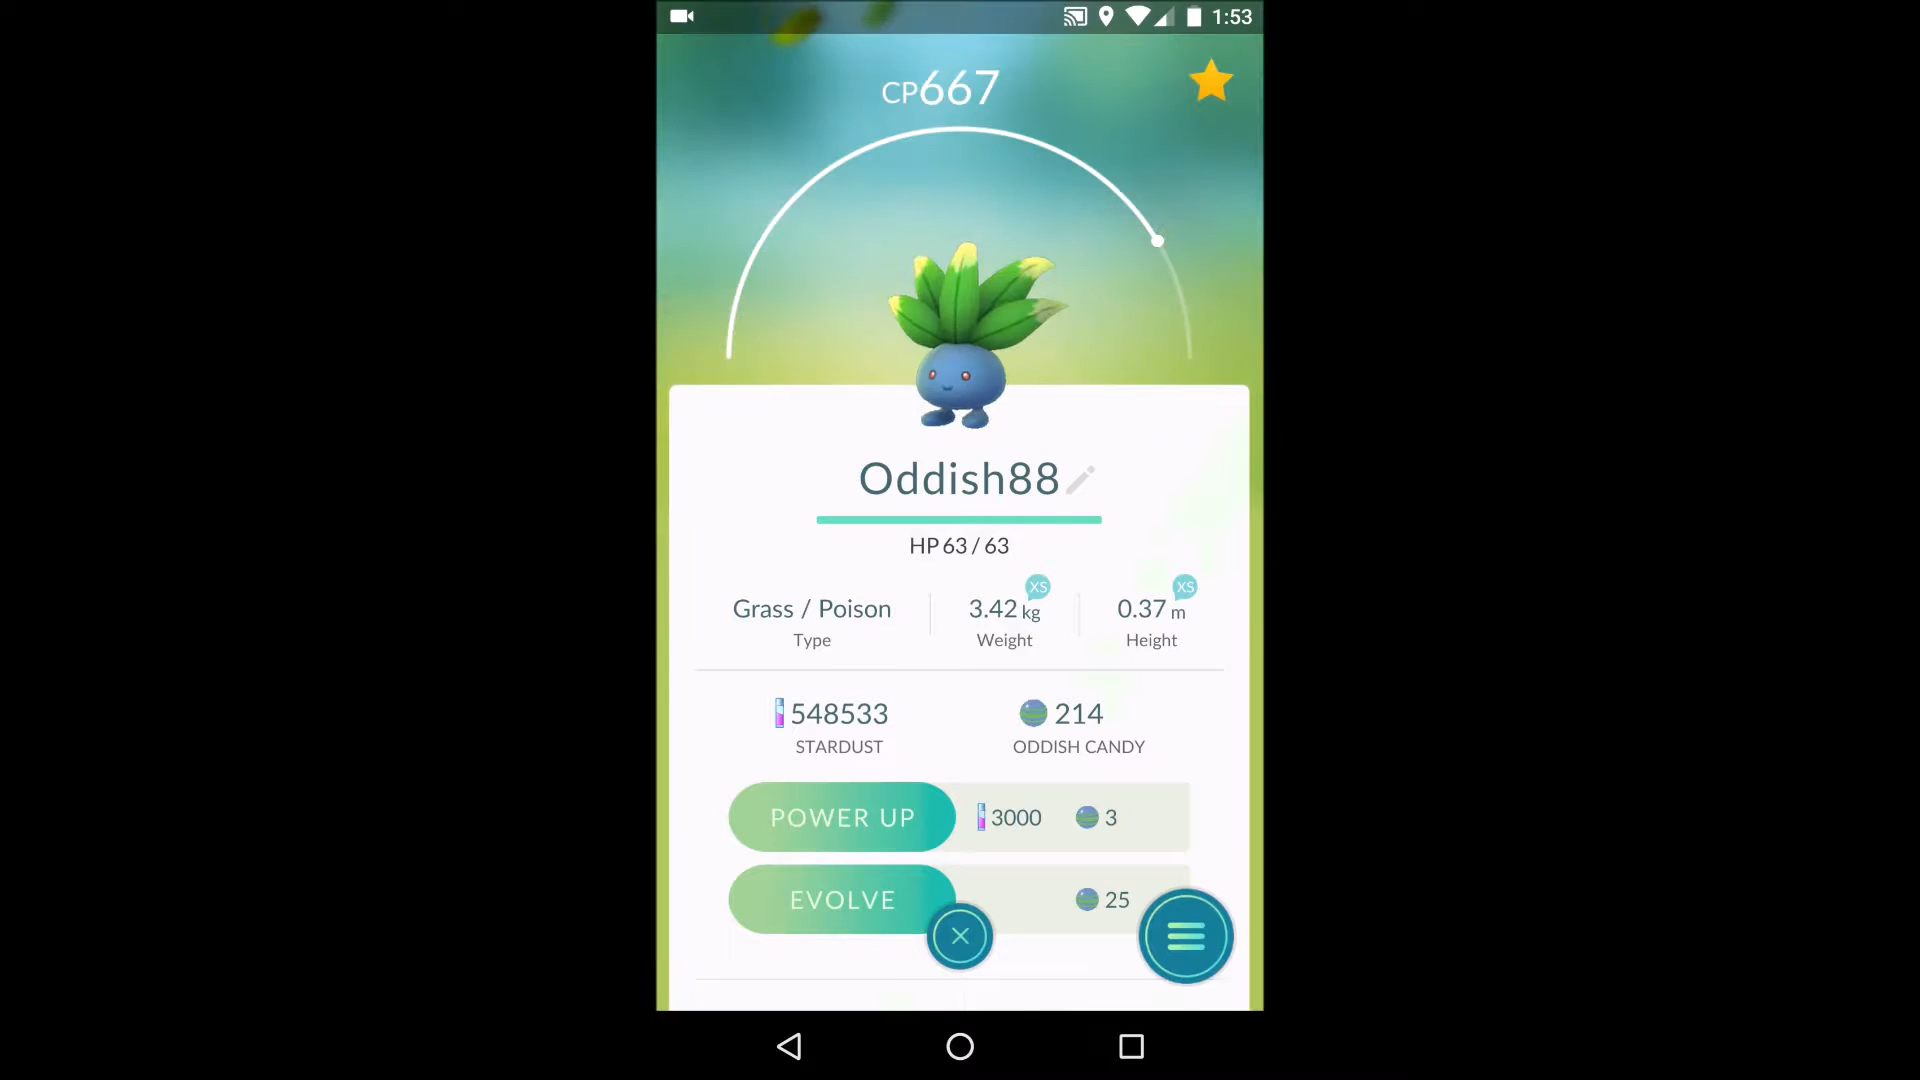 1:53
CP667
Oddish88
HP 63 / 63
XS XS
Grass / Poison 3.42 kg 0.37 m
Type Weight Height
548533 214
STARDUST ODDISH CANDY
POWER UP 3000 3
EVOLVE 25